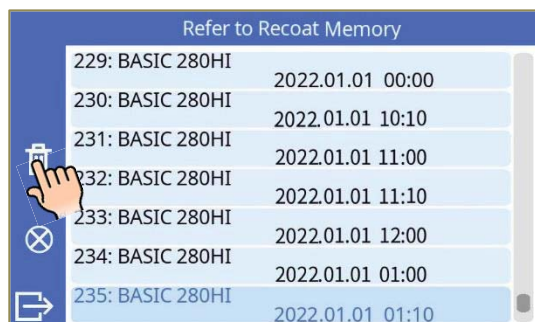 Refer to Recoat Memory
229: BASIC 280HI
2022.01.01 00:00
230: BASIC 280HI
2022.01.01 10:10
231: BASIC 280HI
2022.01.01 11:00
232: BASIC 280HI
2022.01.01 11:10
233: BASIC 280HI
2022.01.01 12:00
234: BASIC 280HI
2022.01.01 01:00
235: BASIC 280HI
2022.01.01 01:10